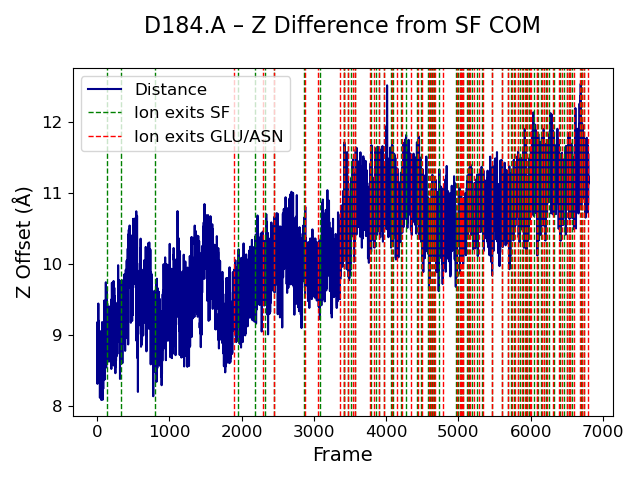 D184.A – Z Difference from SF COM
Distance
Ion exits SF
Ion exits GLU/ASN
Z Offset (Å)
12
11
10
9
8
0
1000
2000
3000
4000
5000
6000
7000
Frame